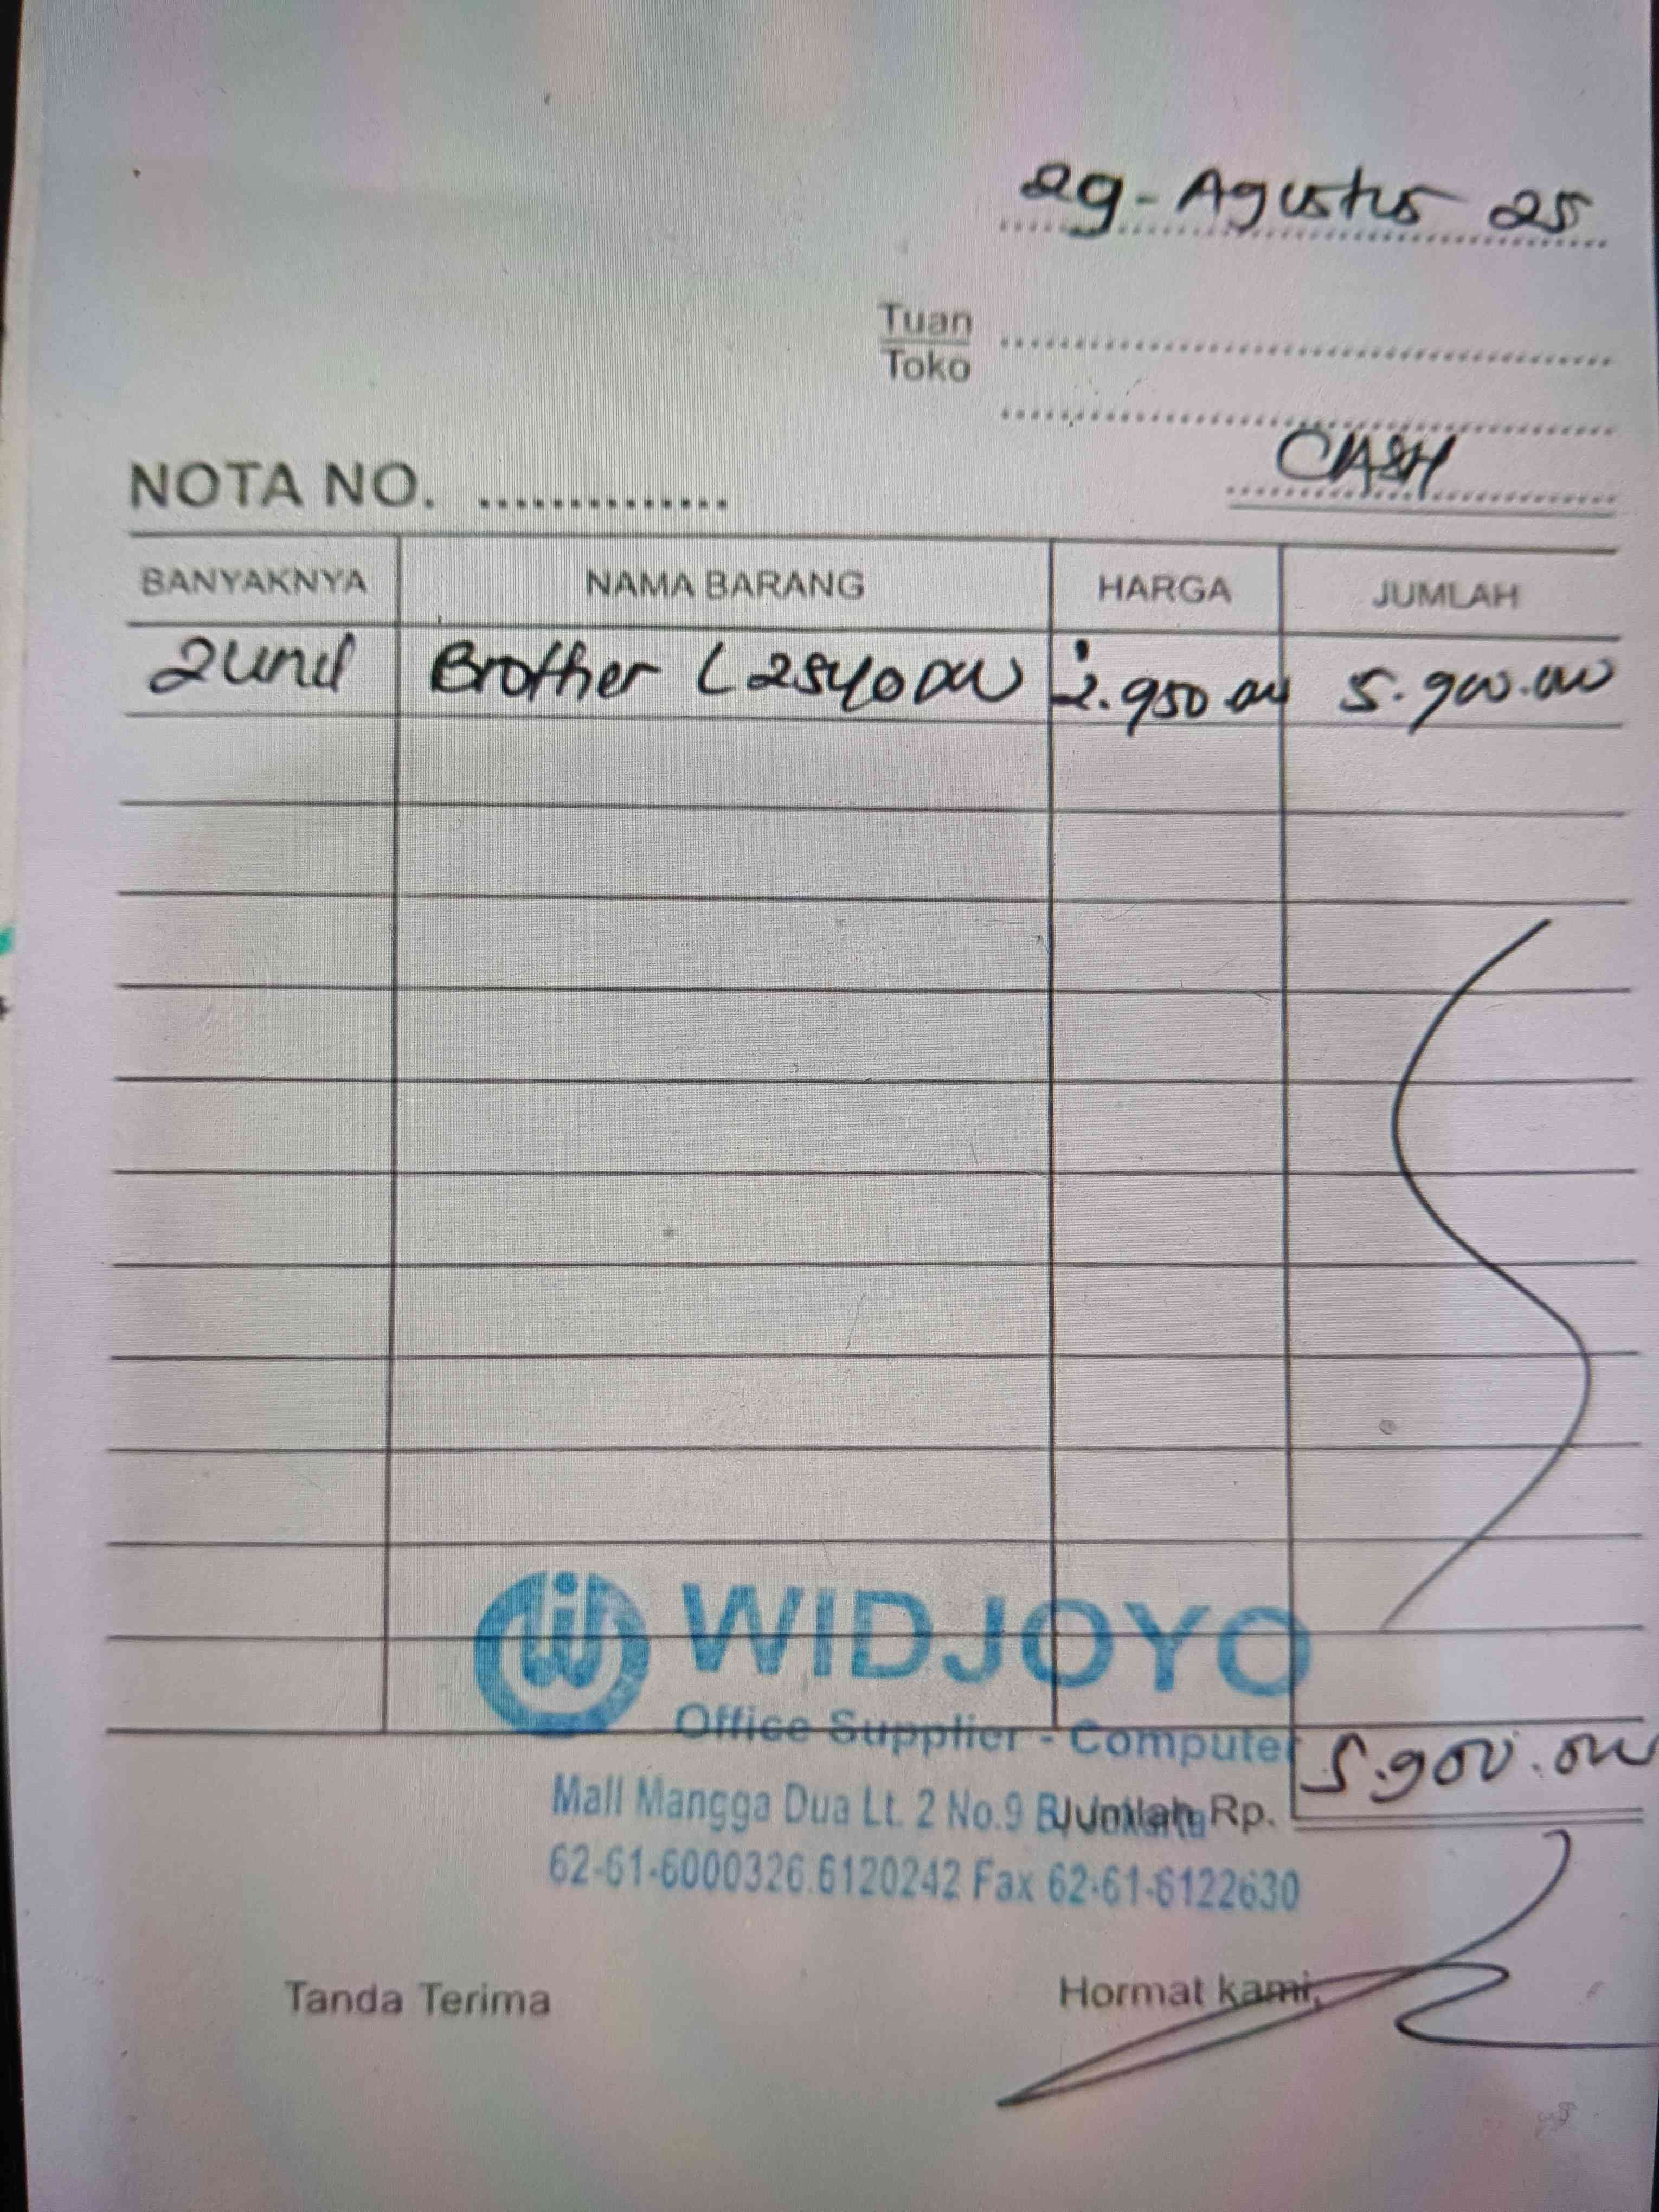 29-Agustus 25
Tuan
Toko
CASH
NOTA NO. ..............
BANYAKNYA NAMA BARANG HARGA JUMLAH
2 unit Brother L2540DW 2.950.000 5.900.000
WIDJOYO
Office Supplier - Computer
5.900.000
Mall Mangga Dua Lt. 2 No.9 B Jumlah Rp.
62-61-6000326.6120242 Fax 62-61-6122630
Tanda Terima Hormat kami,